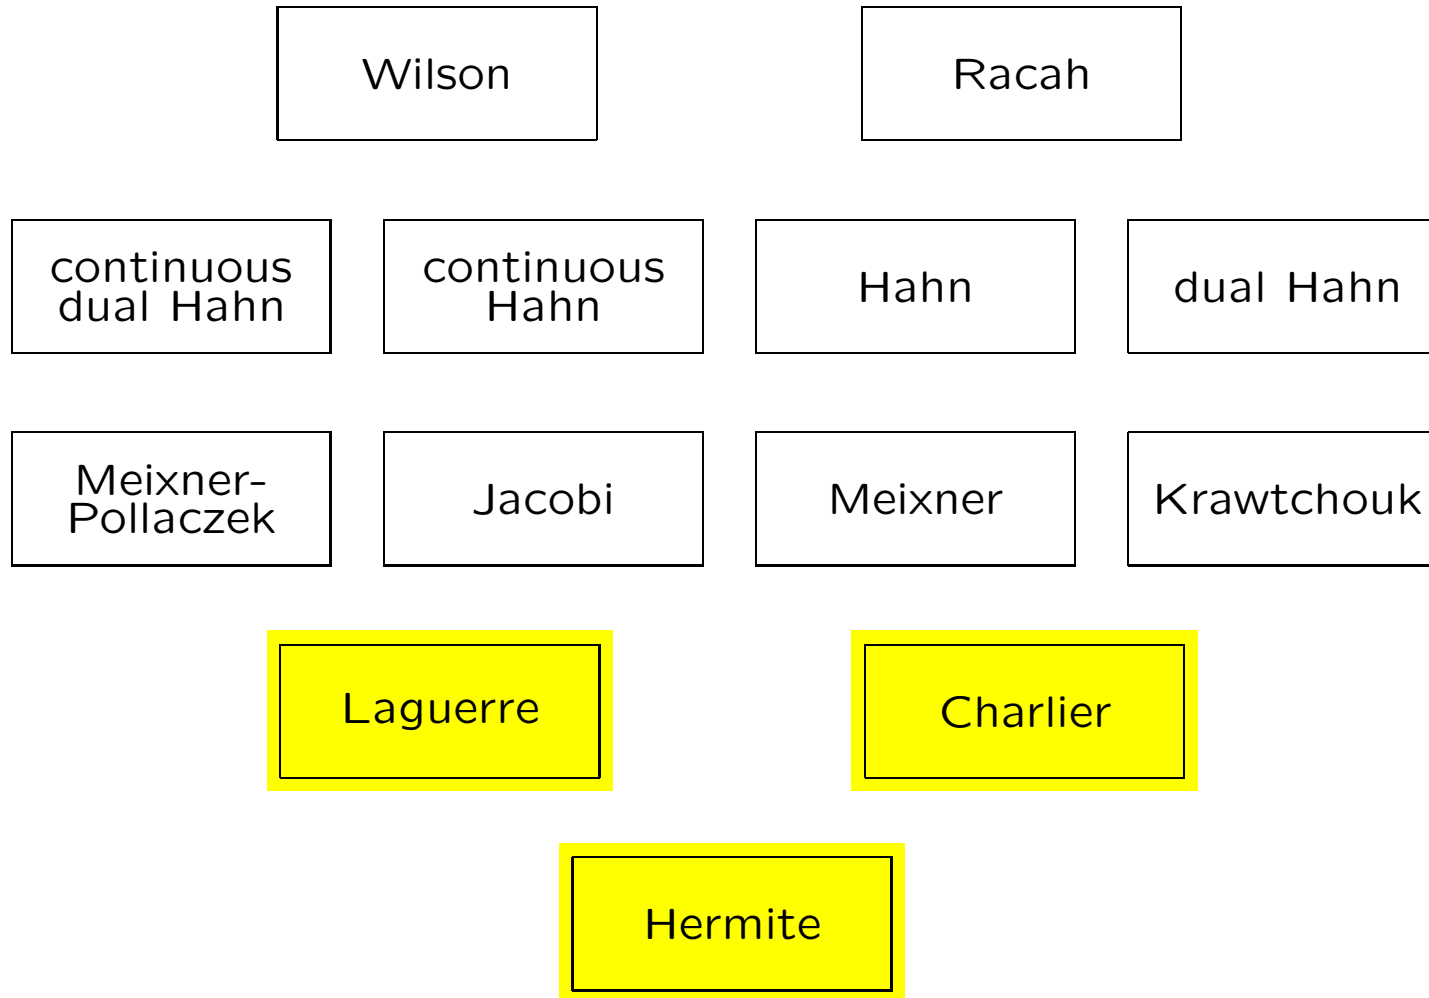 Wilson
Racah
continuous
dual Hahn
continuous
Hahn
Hahn
dual Hahn
Meixner-
Pollaczek
Jacobi
Meixner
Krawtchouk
Laguerre
Charlier
Hermite